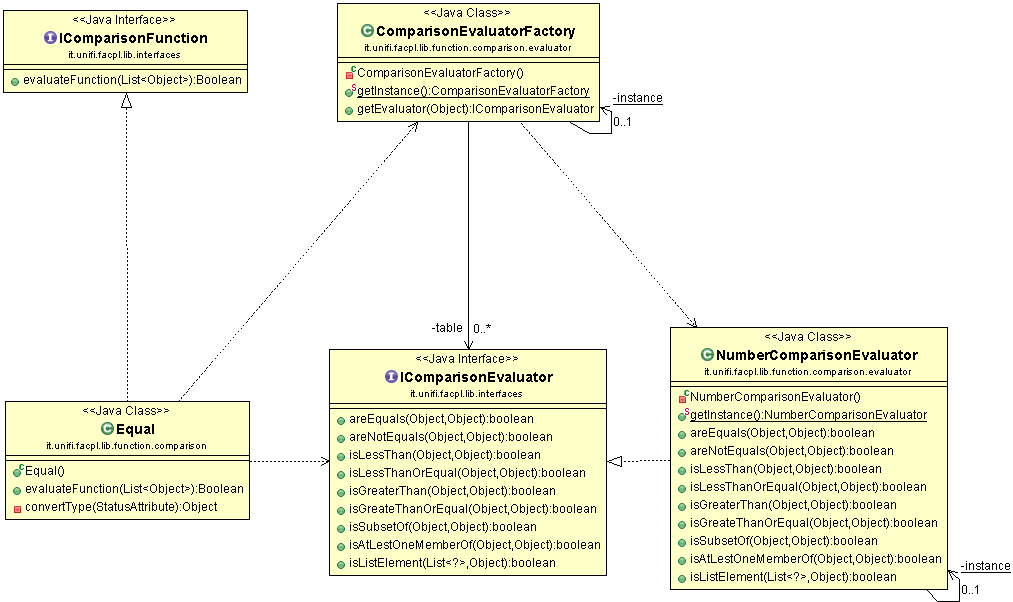 <<Java Interface>>
IComparisonFunction
it.unifi.facpl.lib.interfaces
evaluateFunction(List<Object>):Boolean
<<Java Class>>
ComparisonEvaluatorFactory
it.unifi.facpl.lib.function.comparison.evaluator
ComparisonEvaluatorFactory()
getInstance():ComparisonEvaluatorFactory
getEvaluator(Object):IComparisonEvaluator
-instance
0..1
-table 0..*
<<Java Class>>
Equal
it.unifi.facpl.lib.function.comparison
Equal()
evaluateFunction(List<Object>):Boolean
convertType(StatusAttribute):Object
<<Java Interface>>
IComparisonEvaluator
it.unifi.facpl.lib.interfaces
areEquals(Object,Object):boolean
areNotEquals(Object,Object):boolean
isLessThan(Object,Object):boolean
isLessThanOrEqual(Object,Object):boolean
isGreaterThan(Object,Object):boolean
isGreateThanOrEqual(Object,Object):boolean
isSubsetOf(Object,Object):boolean
isAtLestOneMemberOf(Object,Object):boolean
isListElement(List<?>,Object):boolean
<<Java Class>>
NumberComparisonEvaluator
it.unifi.facpl.lib.function.comparison.evaluator
NumberComparisonEvaluator()
getInstance():NumberComparisonEvaluator
areEquals(Object,Object):boolean
areNotEquals(Object,Object):boolean
isLessThan(Object,Object):boolean
isLessThanOrEqual(Object,Object):boolean
isGreaterThan(Object,Object):boolean
isGreateThanOrEqual(Object,Object):boolean
isSubsetOf(Object,Object):boolean
isAtLestOneMemberOf(Object,Object):boolean
isListElement(List<?>,Object):boolean
-instance
0..1